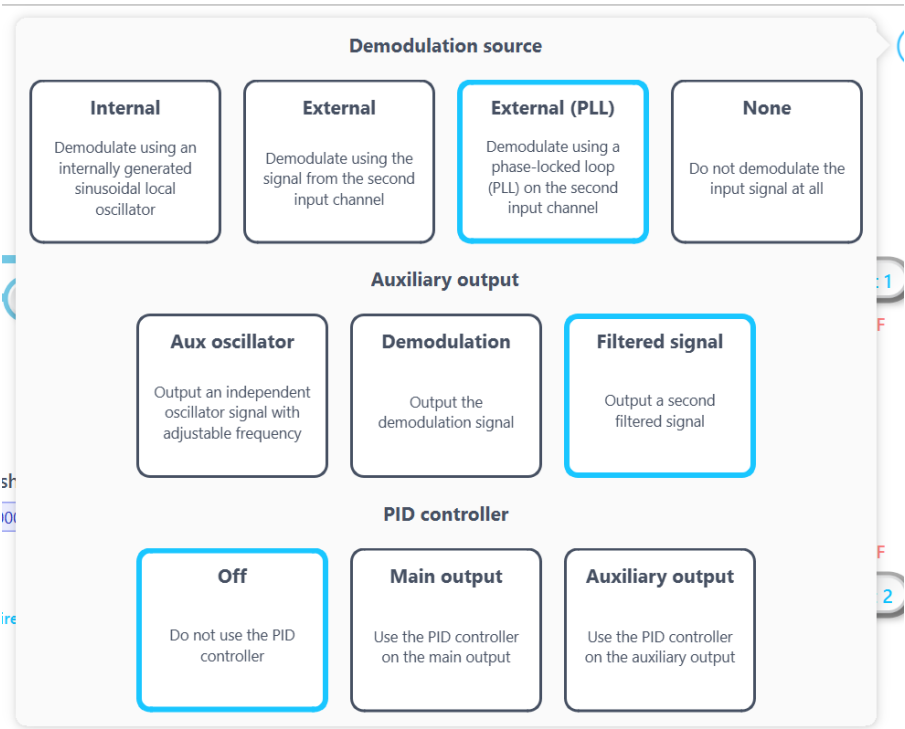 Demodulation source
Internal
Demodulate using an
internally generated
sinusoidal local
oscillator
External
Demodulate using the
signal from the second
input channel
External (PLL)
Demodulate using a
phase-locked loop
(PLL) on the second
input channel
None
Do not demodulate the
input signal at all
Auxiliary output
Aux oscillator
Output an independent
oscillator signal with
adjustable frequency
Demodulation
Output the
demodulation signal
Filtered signal
Output a second
filtered signal
PID controller
Off
Do not use the PID
controller
Main output
Use the PID controller
on the main output
Auxiliary output
Use the PID controller
on the auxiliary output
1
F
sh
F
2
ire